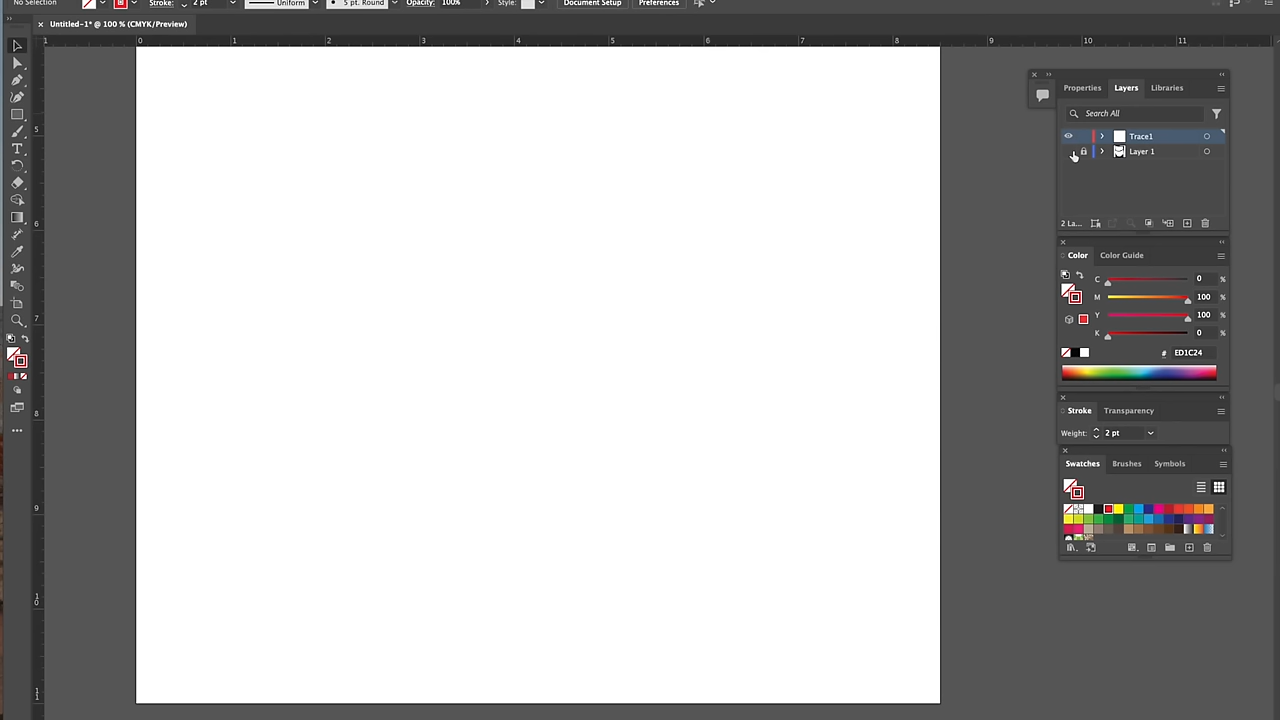 No Selection Stroke: 2 pt Uniform 5 pt. Round Opacity: 100% Style: Document Setup Preferences
Untitled-1* @ 100 % (CMYK/Preview)
1 0 1 2 3 4 5 6 7 8 9 10 11
5
6
7
8
9
10
11
Properties Layers Libraries
Search All
Trace1
Layer 1
2 La...
Color Color Guide
C 0 %
M 100 %
Y 100 %
K 0 %
# ED1C24
Stroke Transparency
Weight: 2 pt
Swatches Brushes Symbols